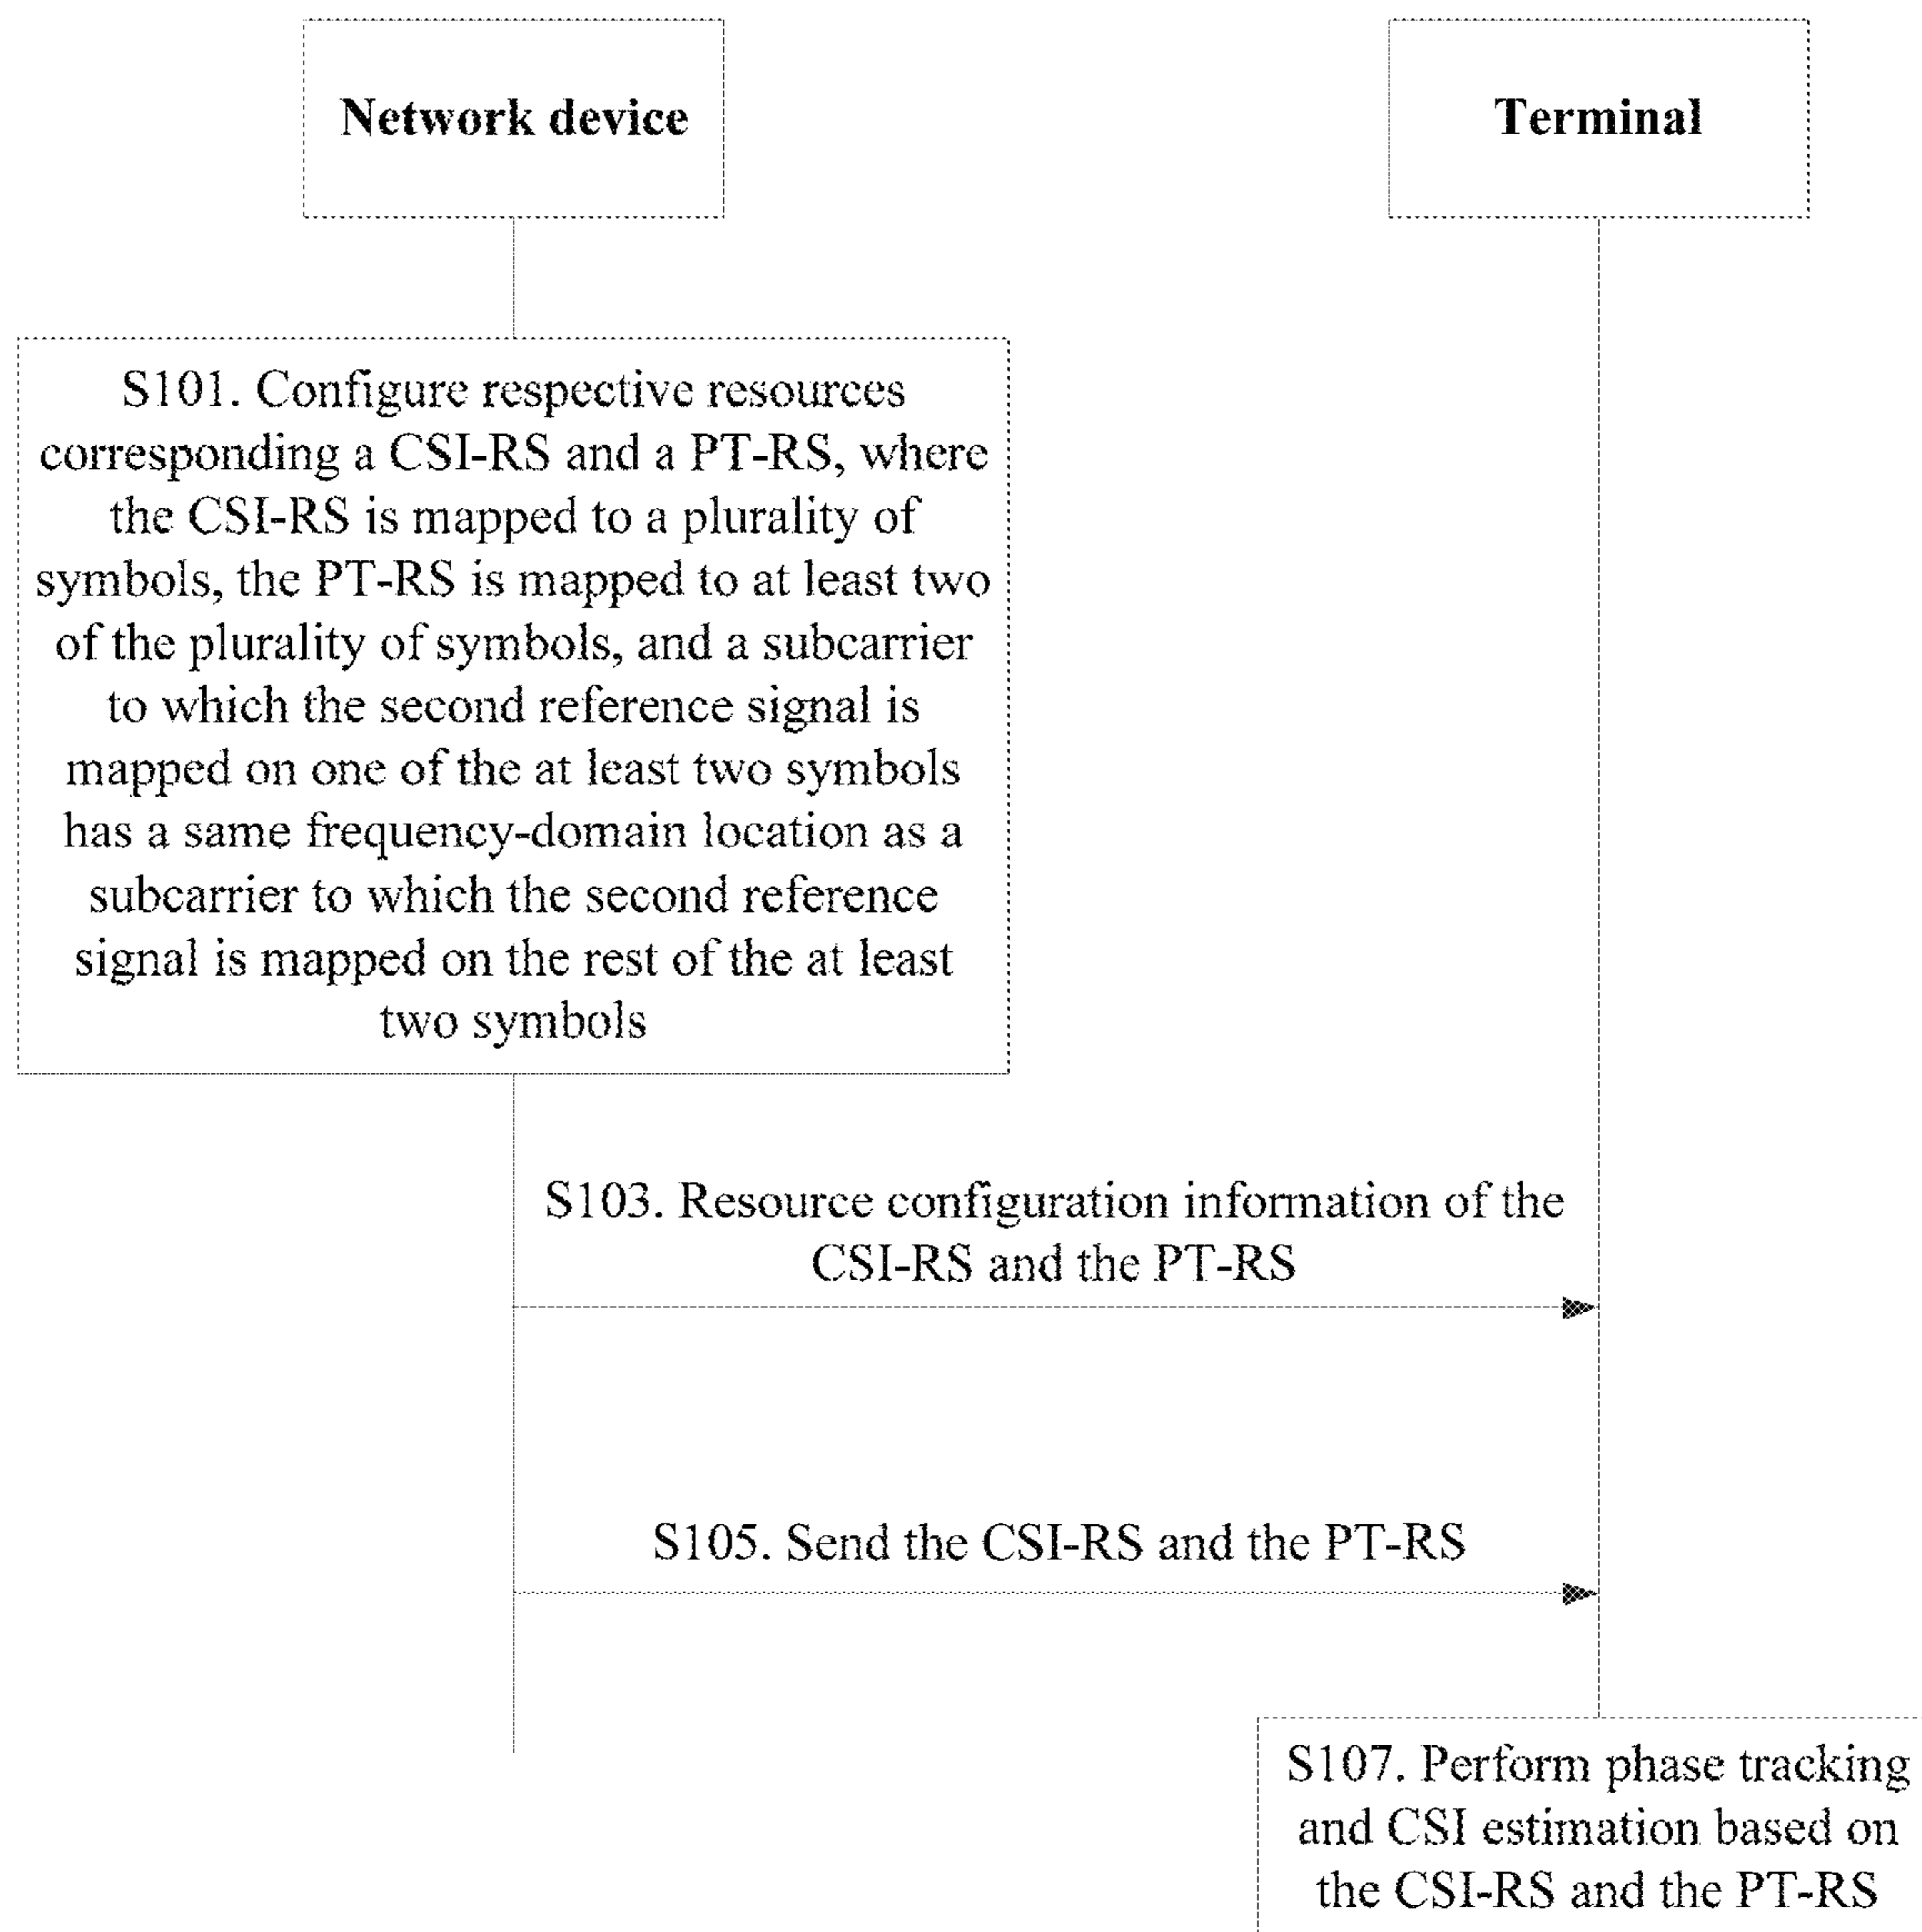 Network device
Terminal
S101. Configure respective resources
corresponding a CSI-RS and a PT-RS, where
the CSI-RS is mapped to a plurality of
symbols, the PT-RS is mapped to at least two
of the plurality of symbols, and a subcarrier
to which the second reference signal is
mapped on one of the at least two symbols
has a same frequency-domain location as a
subcarrier to which the second reference
signal is mapped on the rest of the at least
two symbols
S103. Resource configuration information of the
CSI-RS and the PT-RS
S105. Send the CSI-RS and the PT-RS
S107. Perform phase tracking
and CSI estimation based on
the CSI-RS and the PT-RS